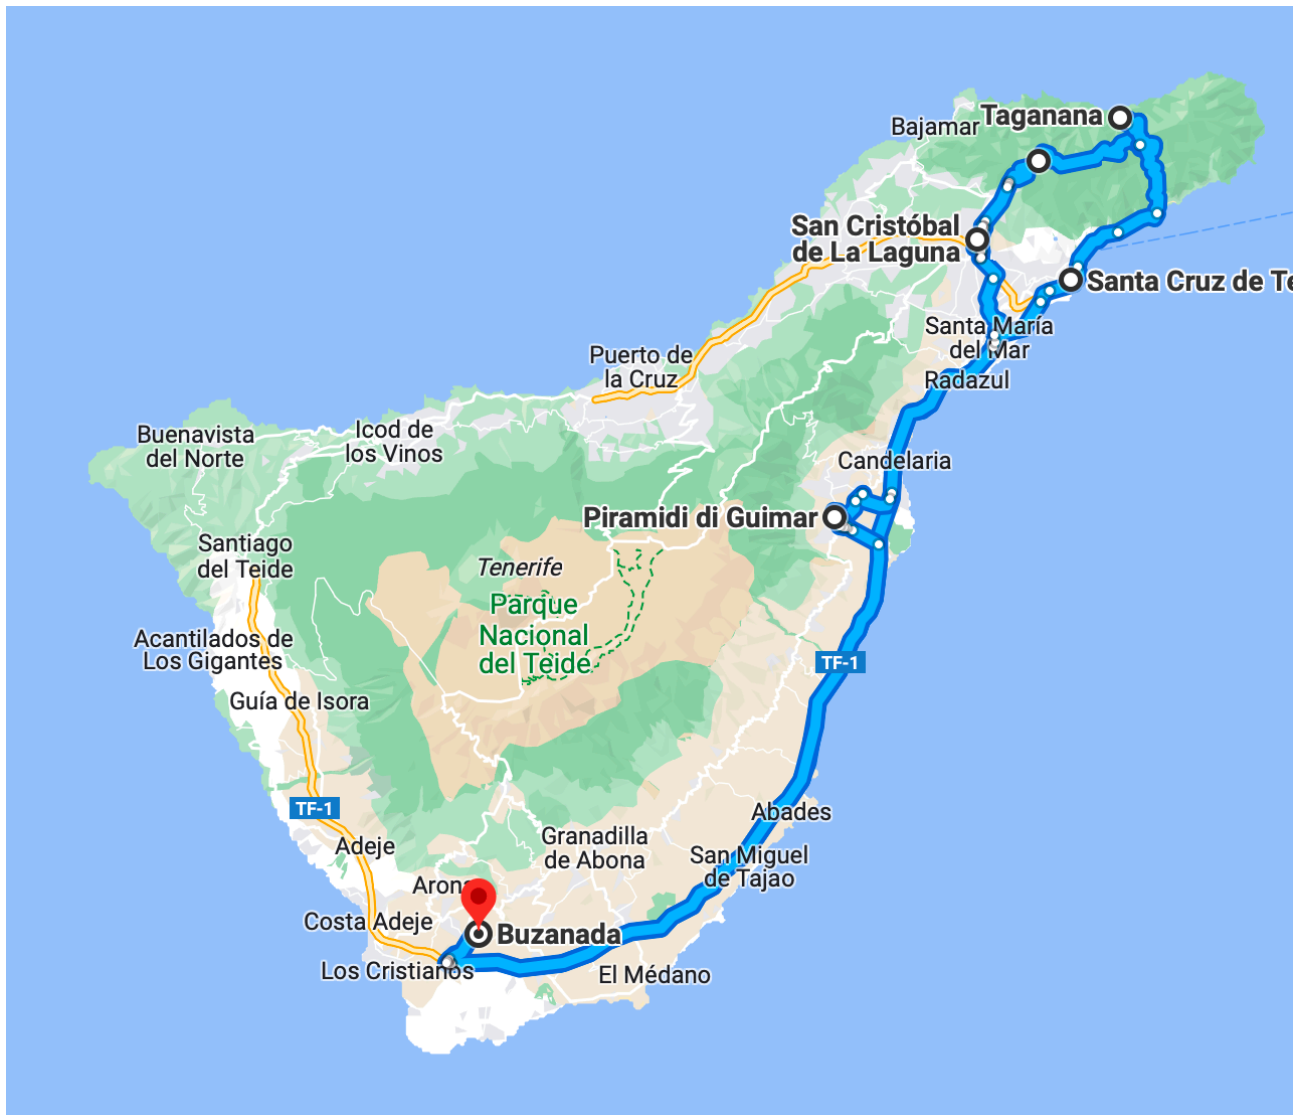 Bajamar
Taganana
San Cristóbal
de La Laguna
Santa Cruz de Te
Santa María
del Mar
Radazul
Puerto de
la Cruz
Icod de
los Vinos
Buenavista
del Norte
Candelaria
Piramidi di Guimar
Santiago
del Teide
Tenerife
Parque
Nacional
del Teide
Acantilados de
Los Gigantes
TF-1
Guía de Isora
TF-1
Abades
Adeje
Granadilla
de Abona
San Miguel
de Tajao
Arona
Costa Adeje
Buzanada
Los Cristianos
El Médano